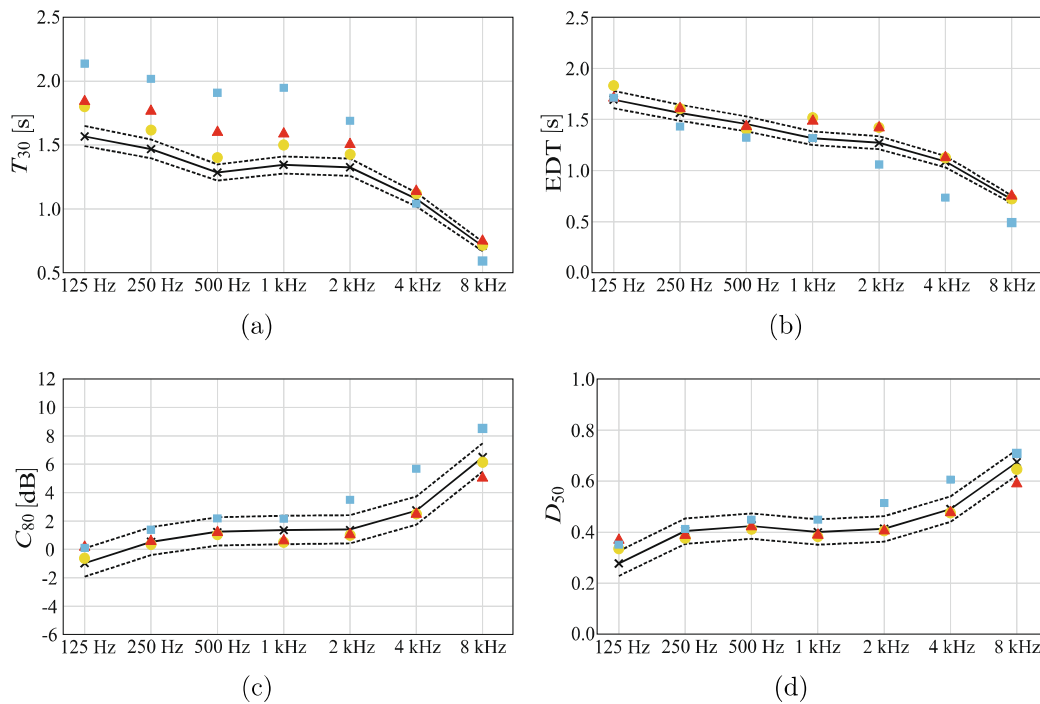 2.5
2.0
1.5
1.0
0.5
T30 [s]
125 Hz 250 Hz 500 Hz 1 kHz 2 kHz 4 kHz 8 kHz
(a)
2.5
2.0
1.5
1.0
0.5
0.0
EDT [s]
125 Hz 250 Hz 500 Hz 1 kHz 2 kHz 4 kHz 8 kHz
(b)
12
10
8
6
4
2
0
-2
-4
-6
C80 [dB]
125 Hz 250 Hz 500 Hz 1 kHz 2 kHz 4 kHz 8 kHz
(c)
1.0
0.8
0.6
0.4
0.2
0.0
D50
125 Hz 250 Hz 500 Hz 1 kHz 2 kHz 4 kHz 8 kHz
(d)